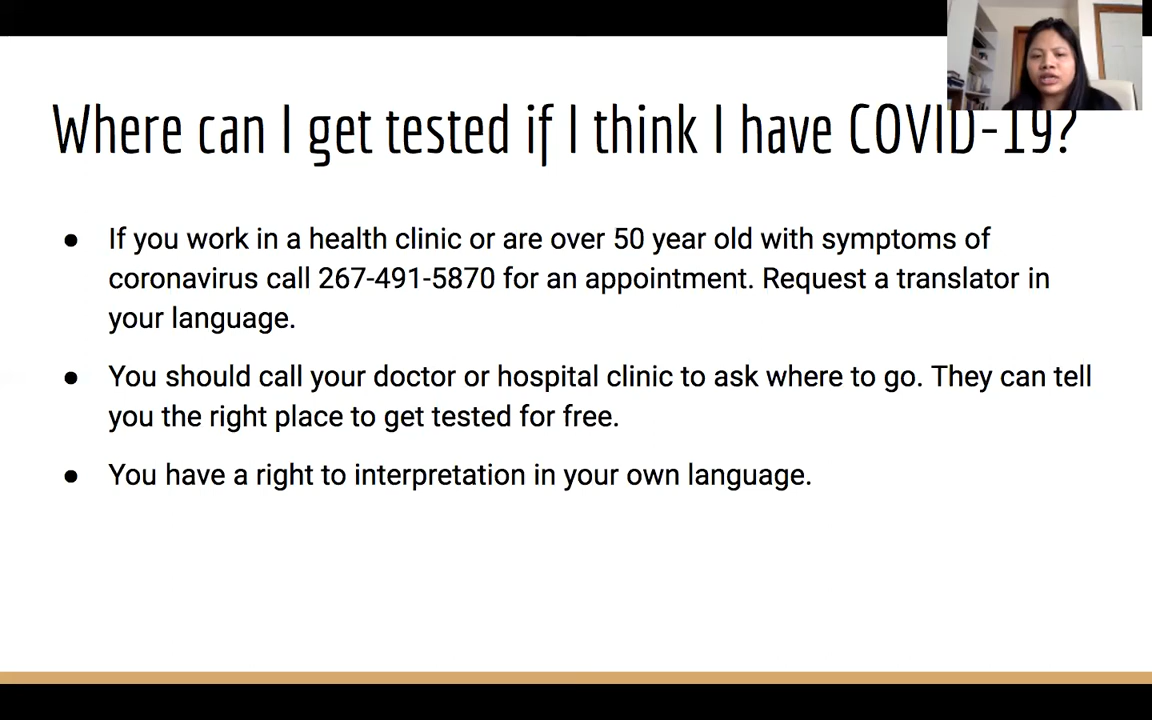 Where can I get tested if I think I have COVID-19?
● If you work in a health clinic or are over 50 year old with symptoms of
coronavirus call 267-491-5870 for an appointment. Request a translator in
your language.
● You should call your doctor or hospital clinic to ask where to go. They can tell
you the right place to get tested for free.
● You have a right to interpretation in your own language.